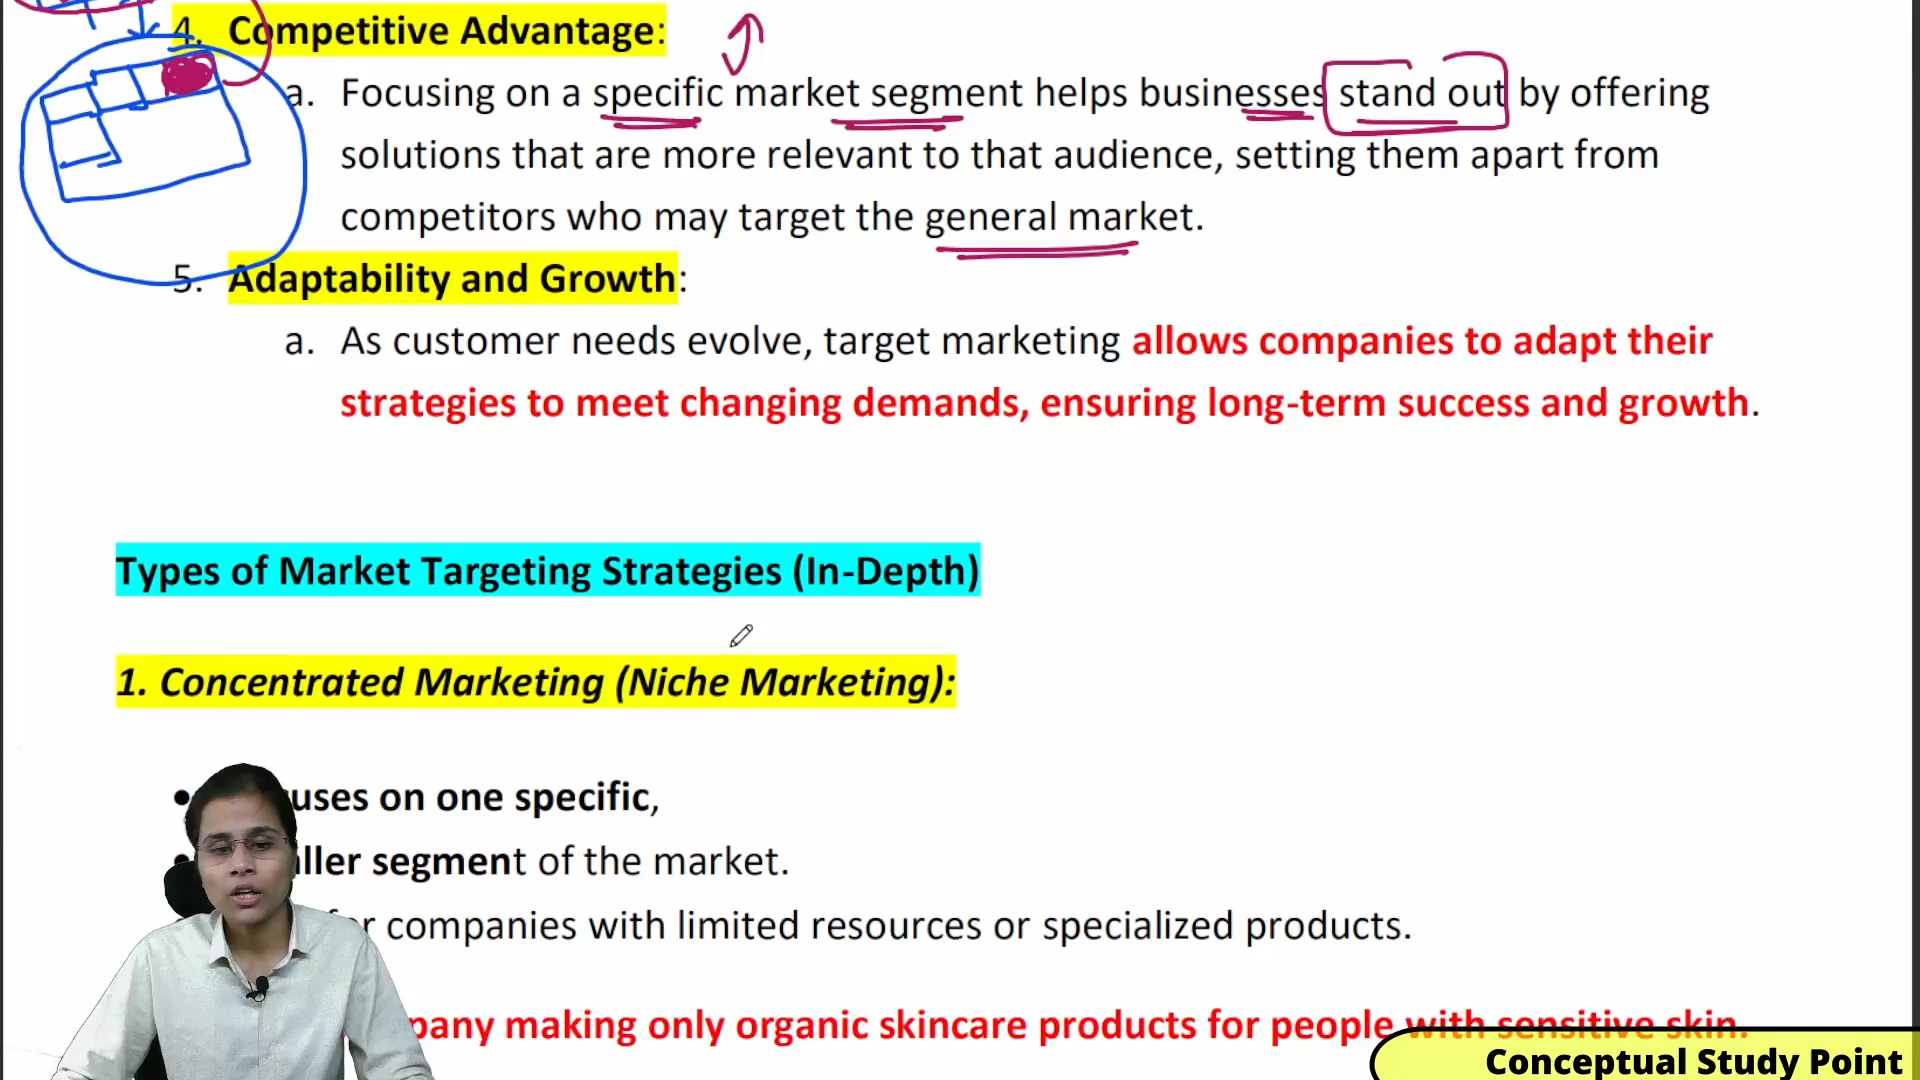 4. Competitive Advantage:
a. Focusing on a specific market segment helps businesses stand out by offering
solutions that are more relevant to that audience, setting them apart from
competitors who may target the general market.
5. Adaptability and Growth:
a. As customer needs evolve, target marketing allows companies to adapt their
strategies to meet changing demands, ensuring long-term success and growth.
Types of Market Targeting Strategies (In-Depth)
1. Concentrated Marketing (Niche Marketing):
uses on one specific,
ller segment of the market.
for companies with limited resources or specialized products.
pany making only organic skincare products for people with sensitive skin.
Conceptual Study Point